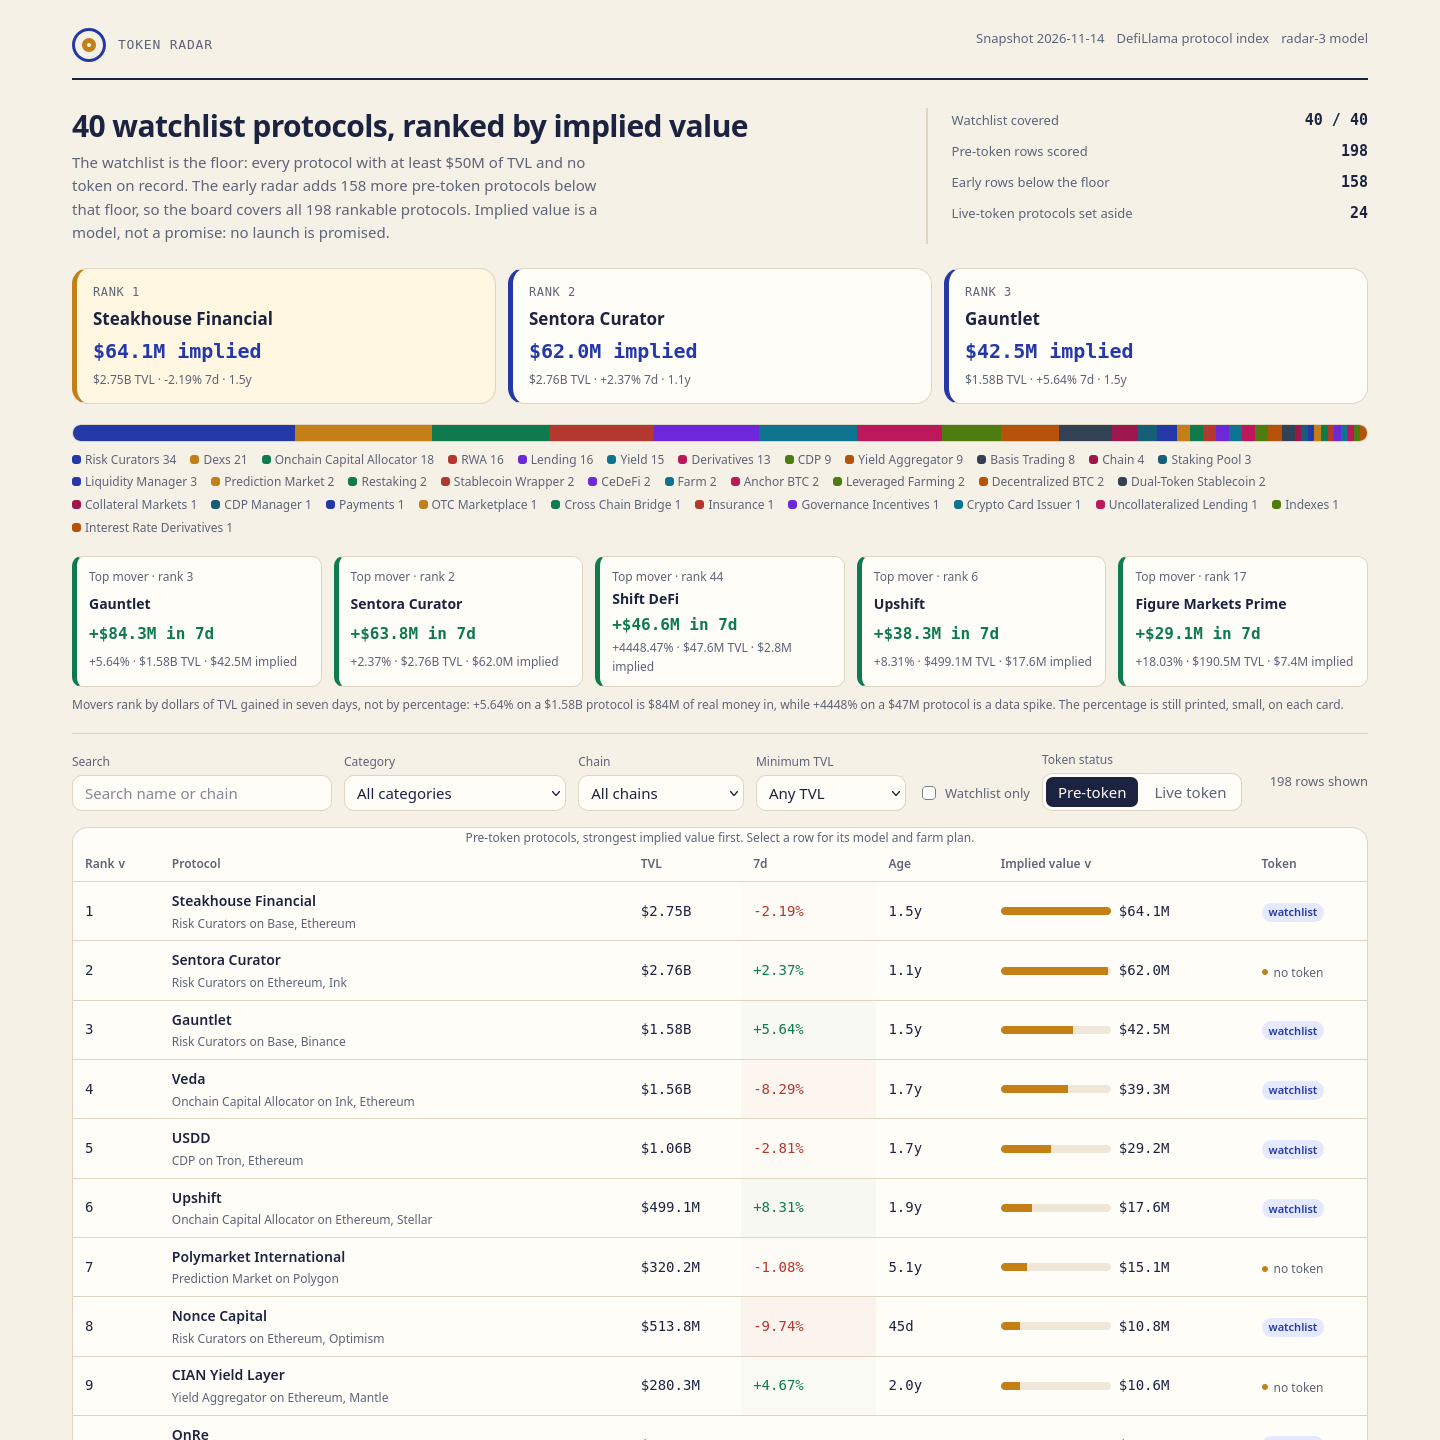 TOKEN RADAR
Snapshot 2026-11-14 DefiLlama protocol index radar-3 model
40 watchlist protocols, ranked by implied value
The watchlist is the floor: every protocol with at least $50M of TVL and no
token on record. The early radar adds 158 more pre-token protocols below
that floor, so the board covers all 198 rankable protocols. Implied value is a
model, not a promise: no launch is promised.
Watchlist covered 40 / 40
Pre-token rows scored 198
Early rows below the floor 158
Live-token protocols set aside 24
RANK 1
Steakhouse Financial
$64.1M implied
$2.75B TVL · -2.19% 7d · 1.5y
RANK 2
Sentora Curator
$62.0M implied
$2.76B TVL · +2.37% 7d · 1.1y
RANK 3
Gauntlet
$42.5M implied
$1.58B TVL · +5.64% 7d · 1.5y
Risk Curators 34 Dexs 21 Onchain Capital Allocator 18 RWA 16 Lending 16 Yield 15 Derivatives 13 CDP 9 Yield Aggregator 9 Basis Trading 8 Chain 4 Staking Pool 3
Liquidity Manager 3 Prediction Market 2 Restaking 2 Stablecoin Wrapper 2 CeDeFi 2 Farm 2 Anchor BTC 2 Leveraged Farming 2 Decentralized BTC 2 Dual-Token Stablecoin 2
Collateral Markets 1 CDP Manager 1 Payments 1 OTC Marketplace 1 Cross Chain Bridge 1 Insurance 1 Governance Incentives 1 Crypto Card Issuer 1 Uncollateralized Lending 1 Indexes 1
Interest Rate Derivatives 1
Top mover · rank 3
Gauntlet
+$84.3M in 7d
+5.64% · $1.58B TVL · $42.5M implied
Top mover · rank 2
Sentora Curator
+$63.8M in 7d
+2.37% · $2.76B TVL · $62.0M implied
Top mover · rank 44
Shift DeFi
+$46.6M in 7d
+4448.47% · $47.6M TVL · $2.8M
implied
Top mover · rank 6
Upshift
+$38.3M in 7d
+8.31% · $499.1M TVL · $17.6M implied
Top mover · rank 17
Figure Markets Prime
+$29.1M in 7d
+18.03% · $190.5M TVL · $7.4M implied
Movers rank by dollars of TVL gained in seven days, not by percentage: +5.64% on a $1.58B protocol is $84M of real money in, while +4448% on a $47M protocol is a data spike. The percentage is still printed, small, on each card.
Search
Search name or chain
Category
All categories
Chain
All chains
Minimum TVL
Any TVL
Watchlist only
Token status
Pre-token Live token
198 rows shown
Pre-token protocols, strongest implied value first. Select a row for its model and farm plan.
Rank v Protocol TVL 7d Age Implied value v Token
1 Steakhouse Financial $2.75B -2.19% 1.5y $64.1M watchlist
Risk Curators on Base, Ethereum
2 Sentora Curator $2.76B +2.37% 1.1y $62.0M no token
Risk Curators on Ethereum, Ink
3 Gauntlet $1.58B +5.64% 1.5y $42.5M watchlist
Risk Curators on Base, Binance
4 Veda $1.56B -8.29% 1.7y $39.3M watchlist
Onchain Capital Allocator on Ink, Ethereum
5 USDD $1.06B -2.81% 1.7y $29.2M watchlist
CDP on Tron, Ethereum
6 Upshift $499.1M +8.31% 1.9y $17.6M watchlist
Onchain Capital Allocator on Ethereum, Stellar
7 Polymarket International $320.2M -1.08% 5.1y $15.1M no token
Prediction Market on Polygon
8 Nonce Capital $513.8M -9.74% 45d $10.8M watchlist
Risk Curators on Ethereum, Optimism
9 CIAN Yield Layer $280.3M +4.67% 2.0y $10.6M no token
Yield Aggregator on Ethereum, Mantle
OnRe